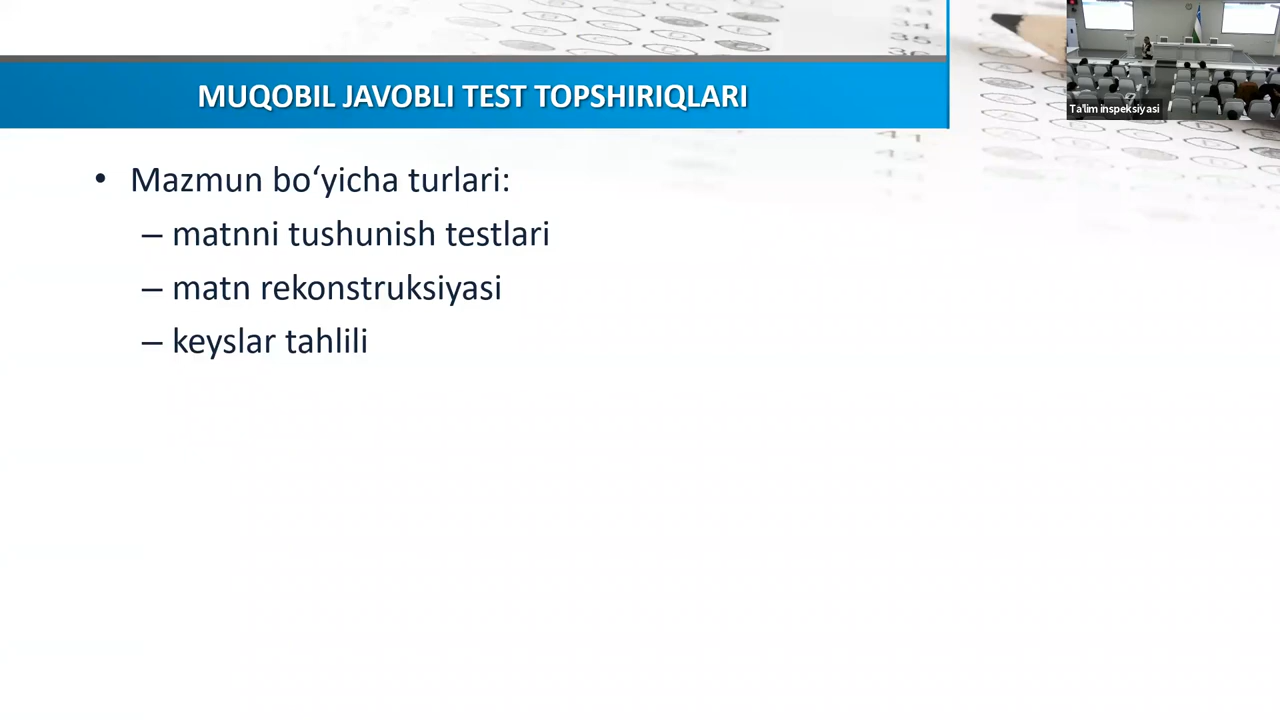 MUQOBIL JAVOBLI TEST TOPSHIRIQLARI
Ta'lim inspeksiyasi
• Mazmun bo‘yicha turlari:
– matnni tushunish testlari
– matn rekonstruksiyasi
– keyslar tahlili